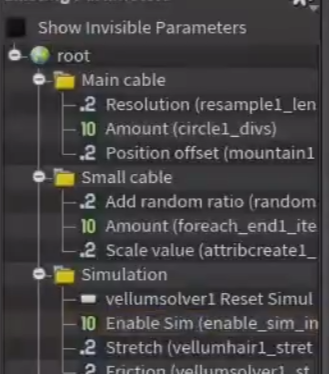 Show Invisible Parameters
root
Main cable
.2 Resolution (resample1_len
10 Amount (circle1_divs)
.2 Position offset (mountain1
Small cable
.2 Add random ratio (random
10 Amount (foreach_end1_ite
.2 Scale value (attribcreate1_
Simulation
vellumsolver1 Reset Simul
10 Enable Sim (enable_sim_in
.2 Stretch (vellumhair1_stret
.2 Friction (vellumsolver1_st